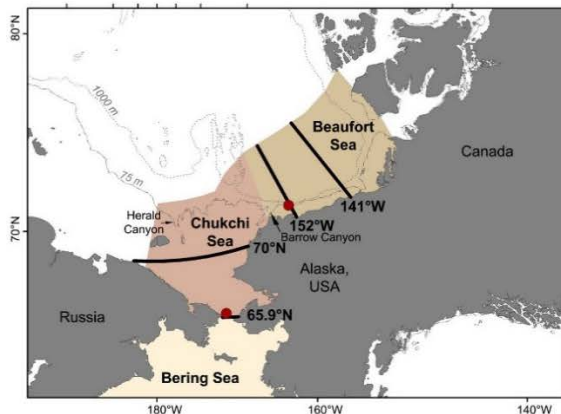 80°N
1000 m
75 m
Beaufort
Sea
Canada
Herald
Canyon
Chukchi
Sea
141°W
152°W
Barrow Canyon
70°N
70°N
Alaska,
USA
Russia
65.9°N
Bering Sea
180°W
160°W
140°W